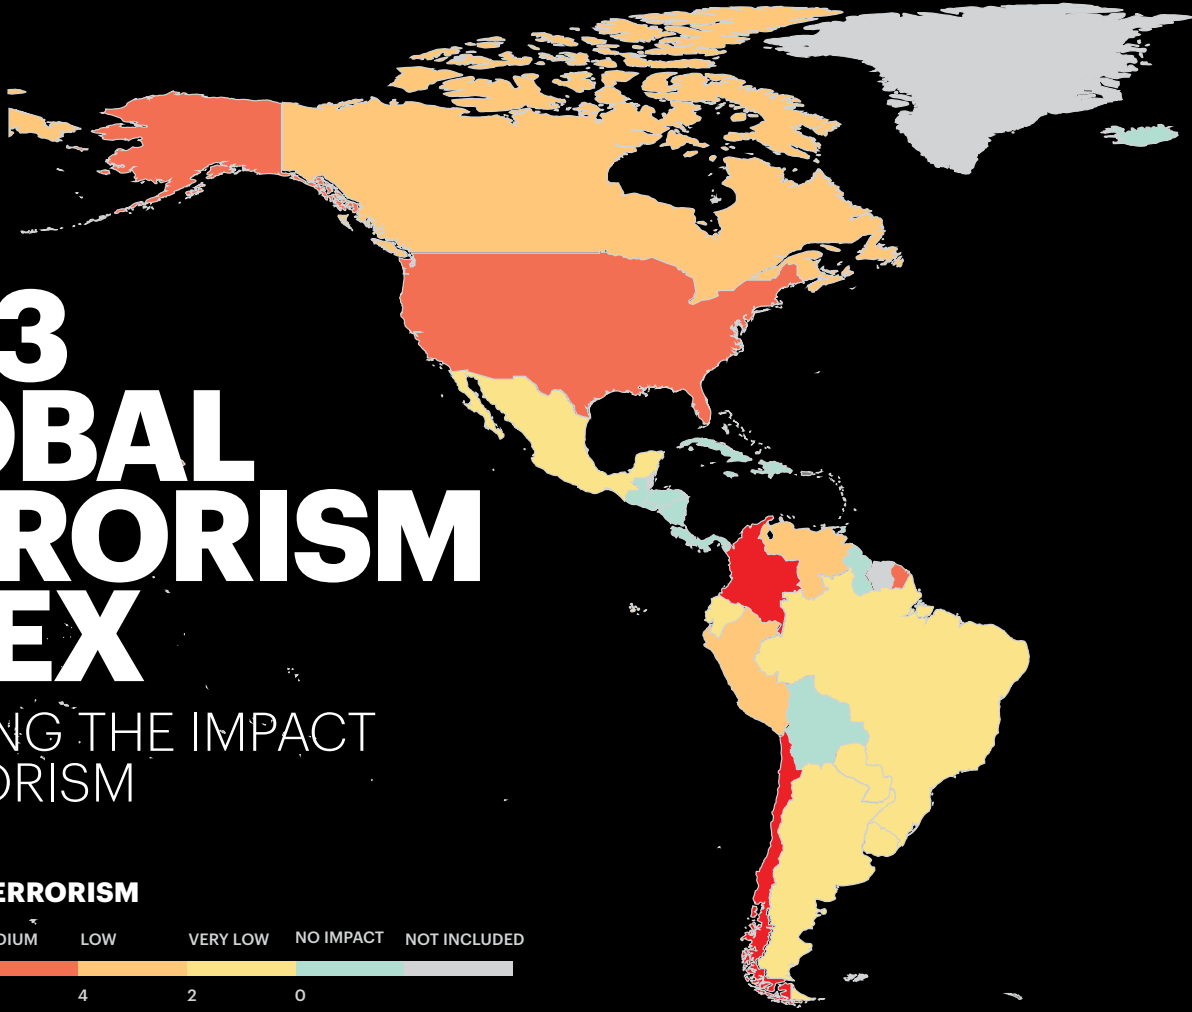 3
OBAL
RRORISM
EX
NG THE IMPACT
ORISM
ERRORISM
DIUM LOW VERY LOW NO IMPACT NOT INCLUDED
4 2 0